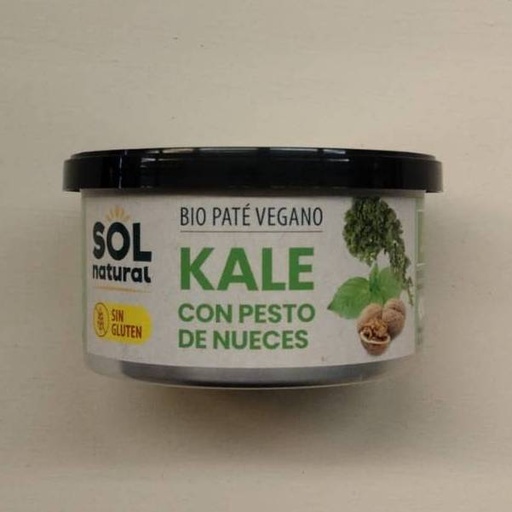 SOL
natural
SIN
GLUTEN
BIO PATÉ VEGANO
KALE
CON PESTO
DE NUECES